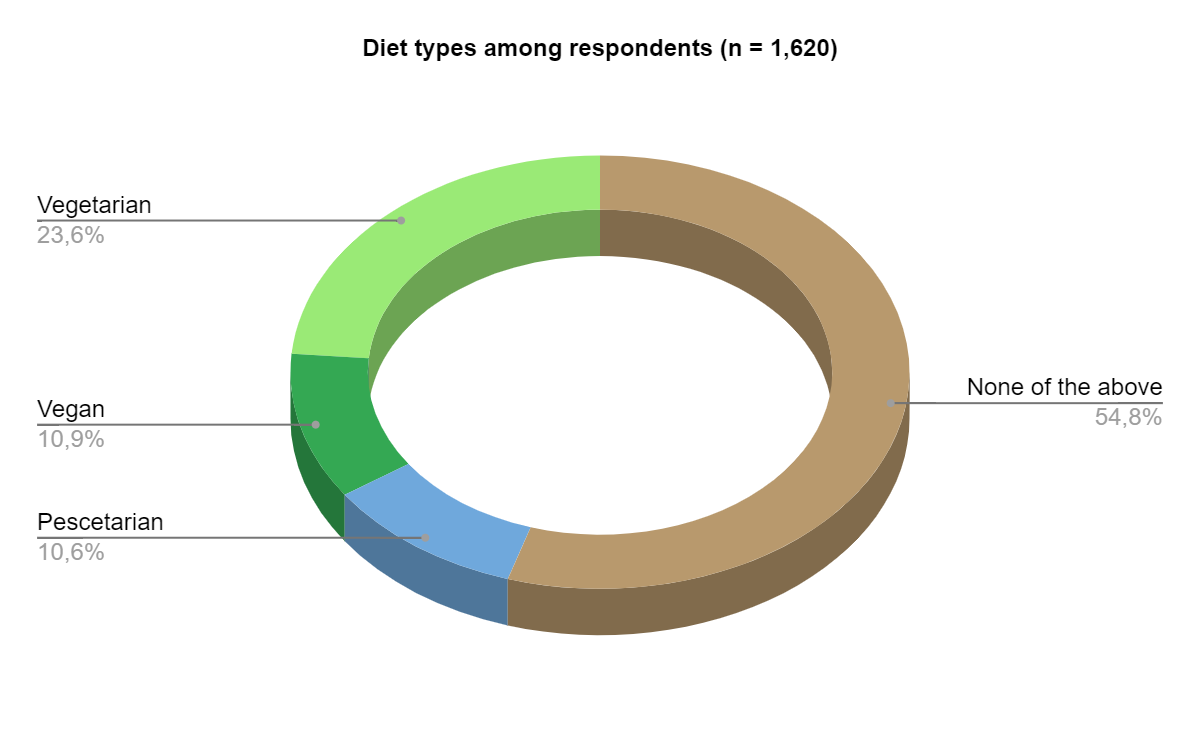 Diet types among respondents (n = 1,620)
Vegetarian
23,6%
None of the above
54,8%
Vegan
10,9%
Pescetarian
10,6%